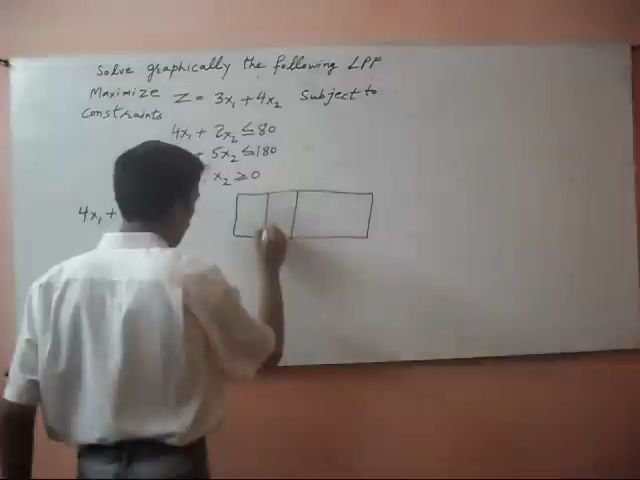 Solve graphically the following LPP
Maximize Z = 3x₁ + 4x₂ Subject to
Constraints
4x₁ + 2x₂ ≤ 80
5x₂ ≤ 180
x₂ ≥ 0
4x₁ +